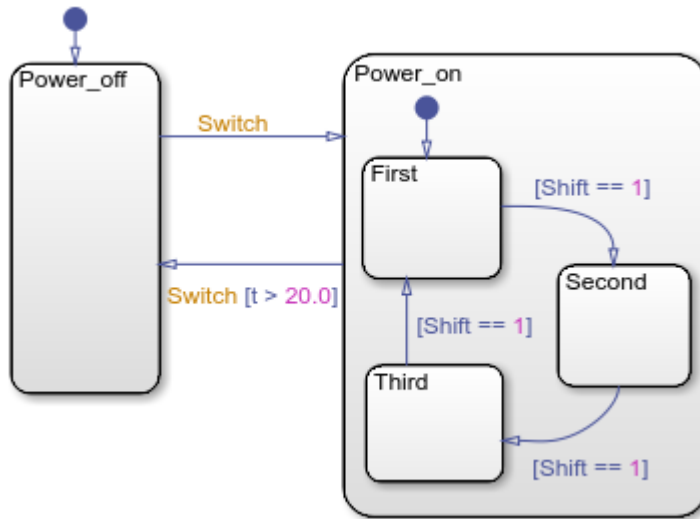 Power_off
Switch
Switch [t > 20.0]
Power_on
First
[Shift == 1]
Second
[Shift == 1]
Third
[Shift == 1]